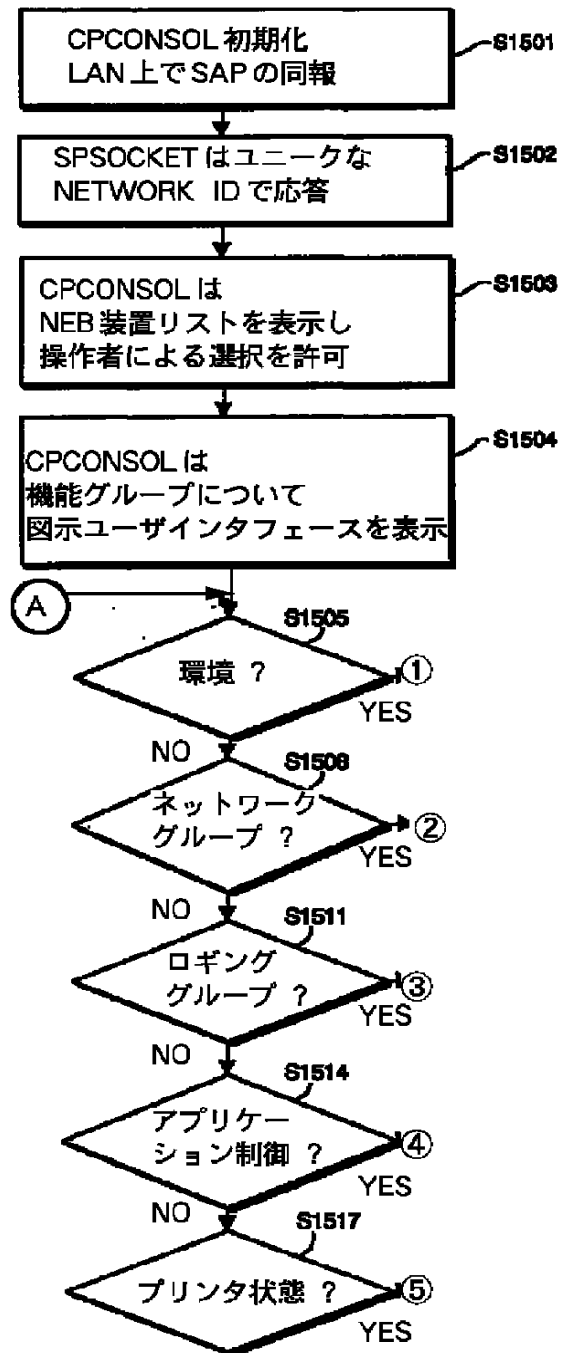 CPCONSOL 初期化
LAN 上で SAP の同報
S1501
SPSOCKET はユニークな
NETWORK ID で応答
S1502
CPCONSOL は
NEB 装置リストを表示し
操作者による選択を許可
S1503
CPCONSOL は
機能グループについて
図示ユーザインタフェースを表示
S1504
A
S1505
環境 ?
①
YES
NO
S1508
ネットワーク
グループ ?
②
YES
NO
S1511
ロギング
グループ ?
③
YES
NO
S1514
アプリケー
ション制御 ?
④
YES
NO
S1517
プリンタ状態 ?
⑤
YES